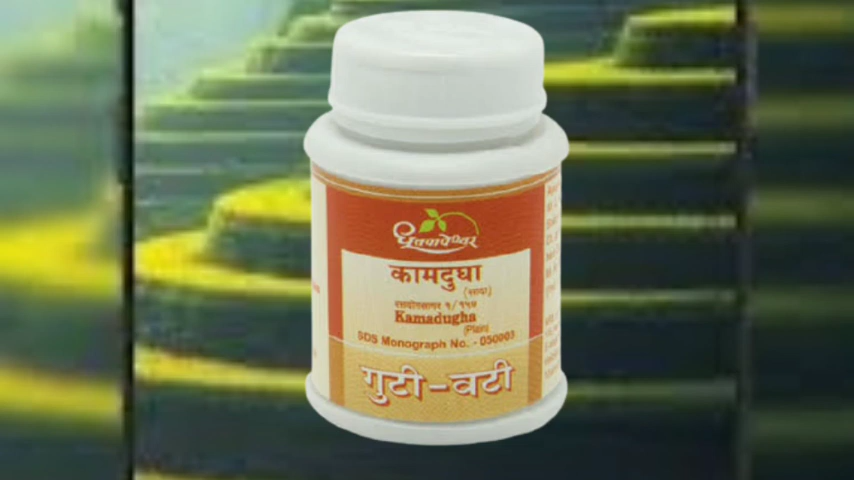 धूतपापेश्वर
कामदुघा
(साधा)
रसयोगसागर १/१५७
Kamadugha
(Plain)
SDS Monograph No. - 050003
गुटी-वटी